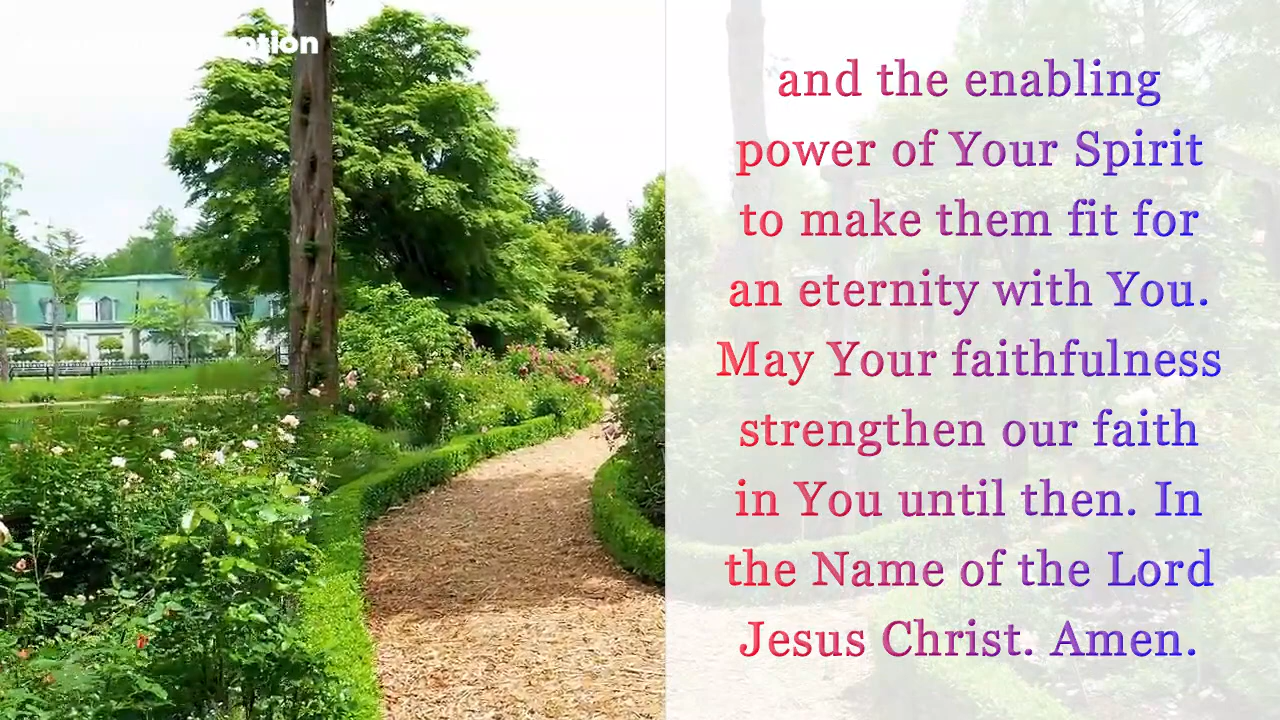 and the enabling
power of Your Spirit
to make them fit for
an eternity with You.
May Your faithfulness
strengthen our faith
in You until then. In
the Name of the Lord
Jesus Christ. Amen.